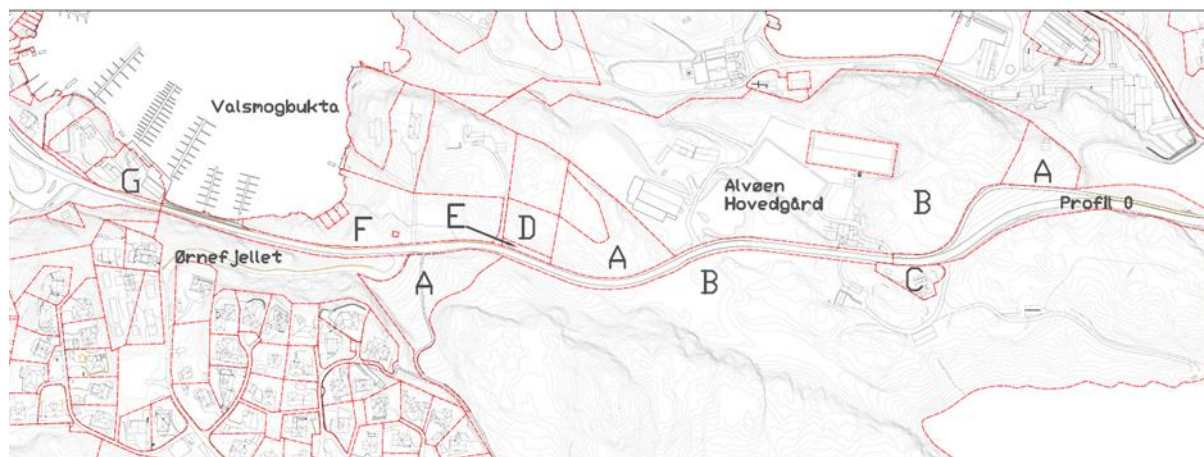 Valsmogbukta
G
F
E
D
A
Ørnefjellet
A
B
Alvøen
Hovedgård
B
A
Profil 0
C